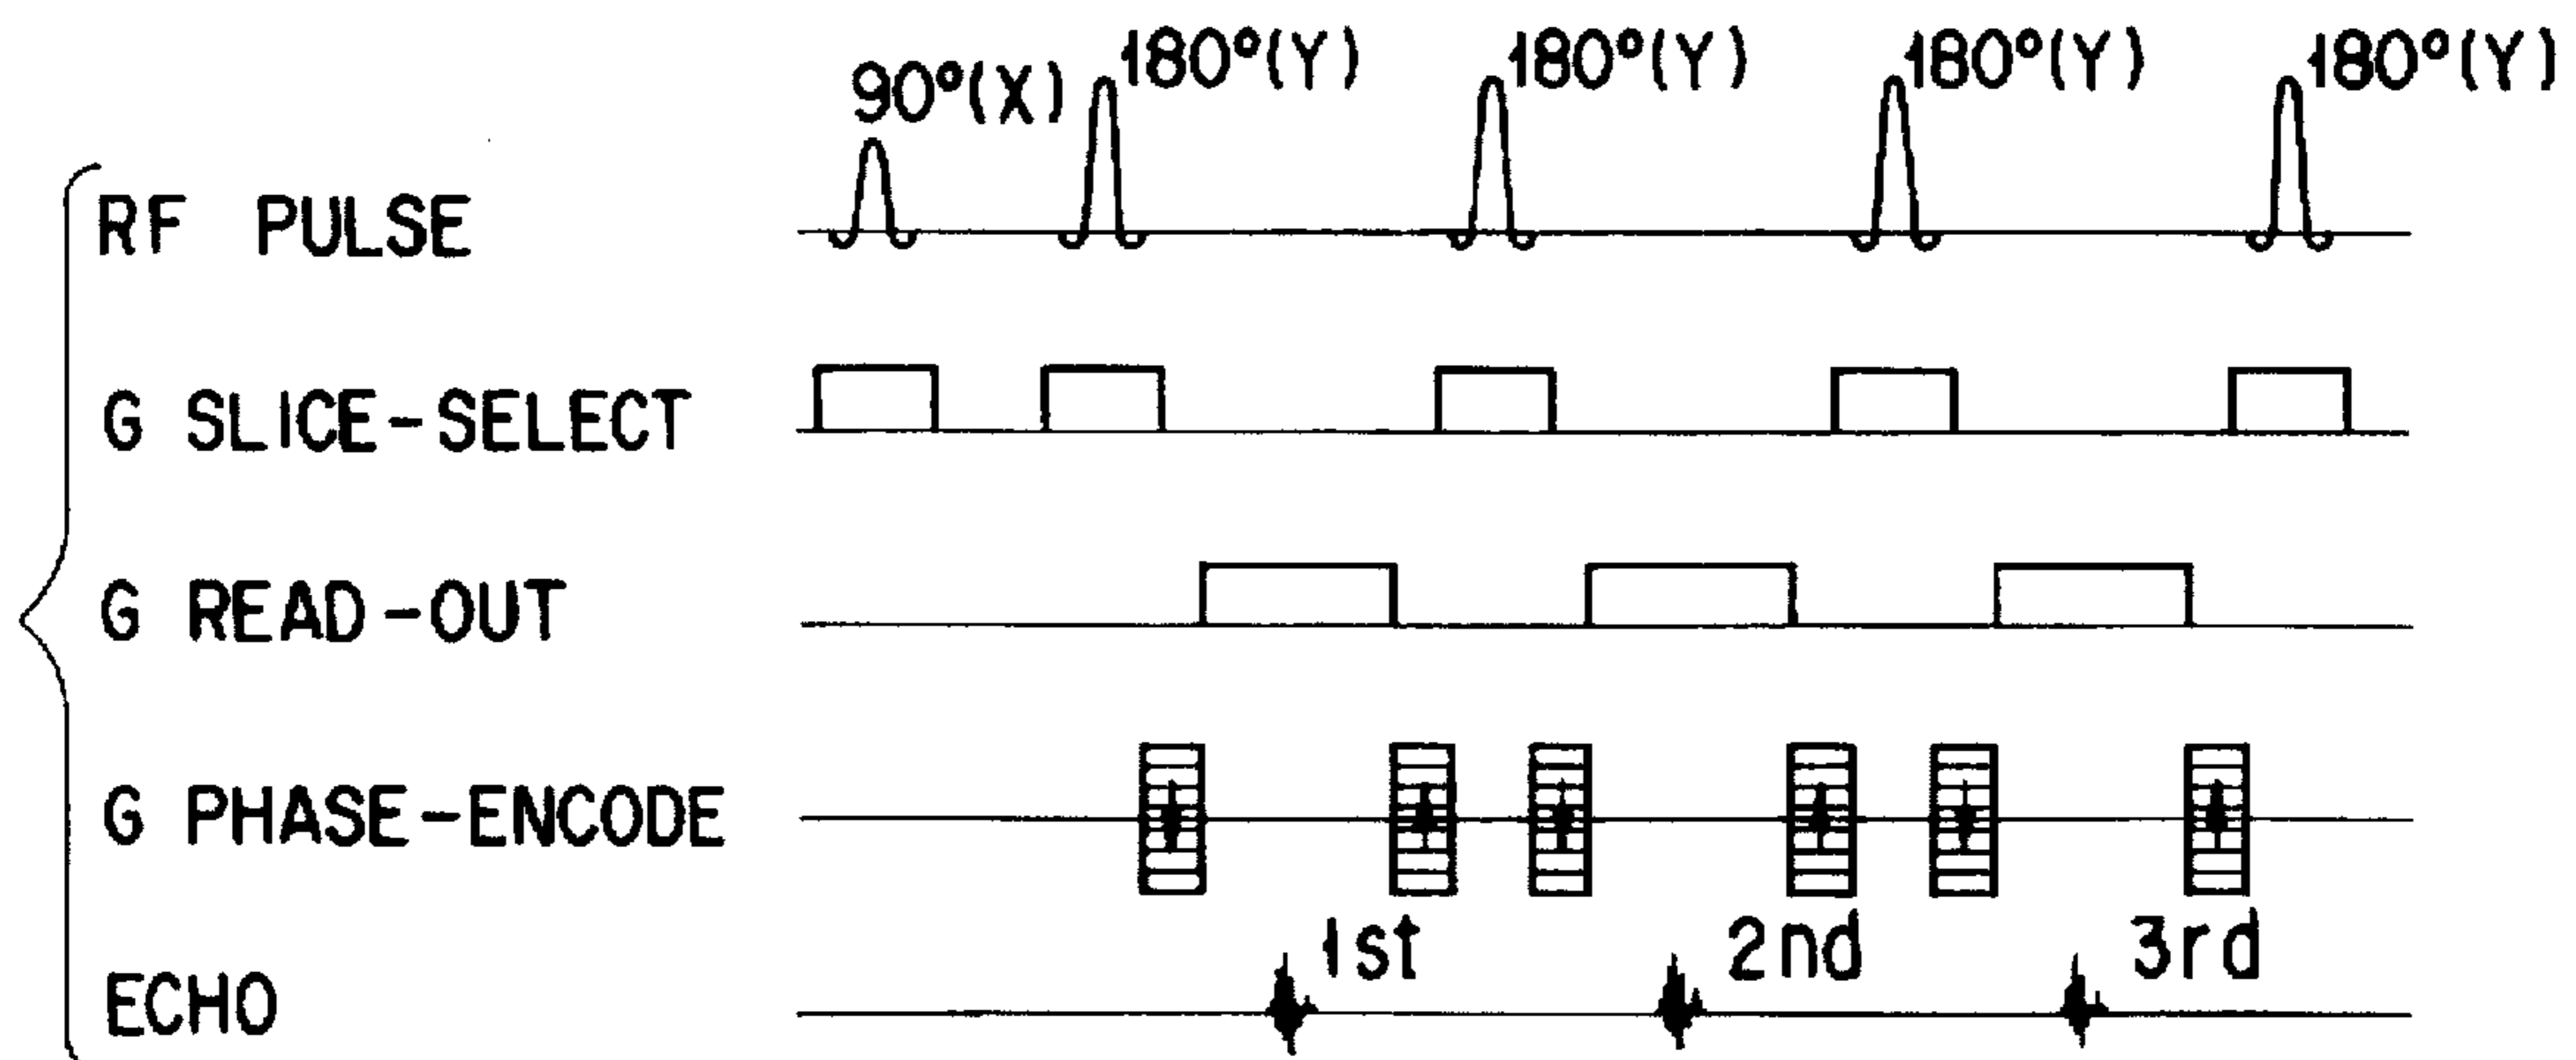 90°(X) 180°(Y) 180°(Y) 180°(Y) 180°(Y)
RF PULSE
G SLICE-SELECT
G READ-OUT
G PHASE-ENCODE
1st 2nd 3rd
ECHO